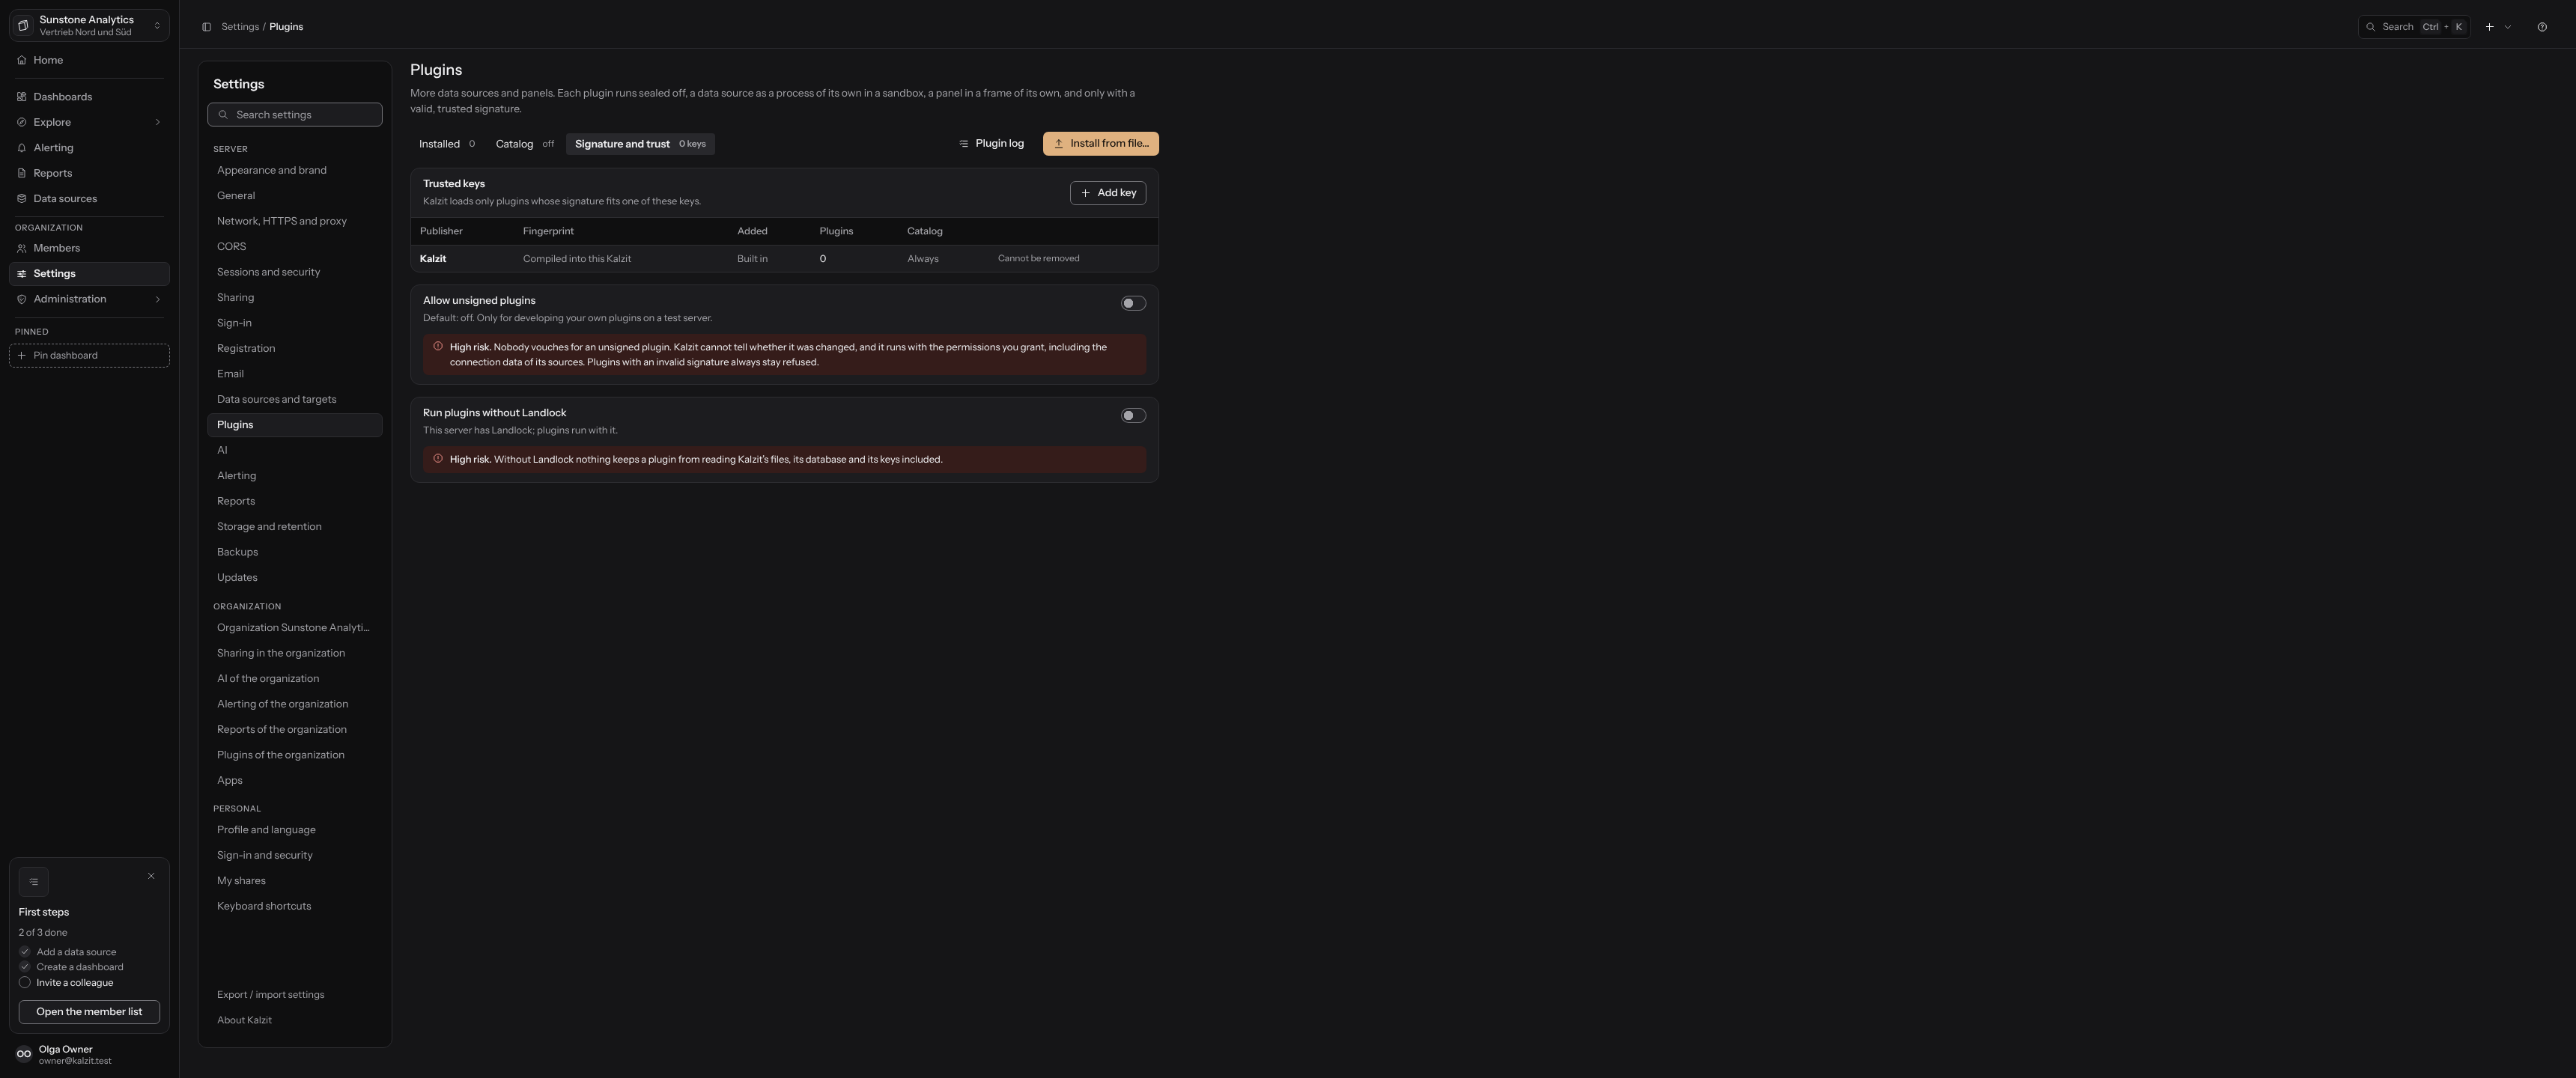 Sunstone Analytics
Vertrieb Nord und Süd
Home
Dashboards
Explore
Alerting
Reports
Data sources
ORGANIZATION
Members
Settings
Administration
PINNED
Pin dashboard
First steps
2 of 3 done
Add a data source
Create a dashboard
Invite a colleague
Open the member list
OO
Olga Owner
owner@kalzit.test
Settings / Plugins
Search Ctrl + K
Settings
Search settings
SERVER
Appearance and brand
General
Network, HTTPS and proxy
CORS
Sessions and security
Sharing
Sign-in
Registration
Email
Data sources and targets
Plugins
AI
Alerting
Reports
Storage and retention
Backups
Updates
ORGANIZATION
Organization Sunstone Analyti...
Sharing in the organization
AI of the organization
Alerting of the organization
Reports of the organization
Plugins of the organization
Apps
PERSONAL
Profile and language
Sign-in and security
My shares
Keyboard shortcuts
Export / import settings
About Kalzit
Plugins
More data sources and panels. Each plugin runs sealed off, a data source as a process of its own in a sandbox, a panel in a frame of its own, and only with a
valid, trusted signature.
Installed 0 Catalog off Signature and trust 0 keys Plugin log Install from file...
Trusted keys
Kalzit loads only plugins whose signature fits one of these keys.
Add key
Publisher Fingerprint Added Plugins Catalog
Kalzit Compiled into this Kalzit Built in 0 Always Cannot be removed
Allow unsigned plugins
Default: off. Only for developing your own plugins on a test server.
High risk. Nobody vouches for an unsigned plugin. Kalzit cannot tell whether it was changed, and it runs with the permissions you grant, including the
connection data of its sources. Plugins with an invalid signature always stay refused.
Run plugins without Landlock
This server has Landlock; plugins run with it.
High risk. Without Landlock nothing keeps a plugin from reading Kalzit's files, its database and its keys included.